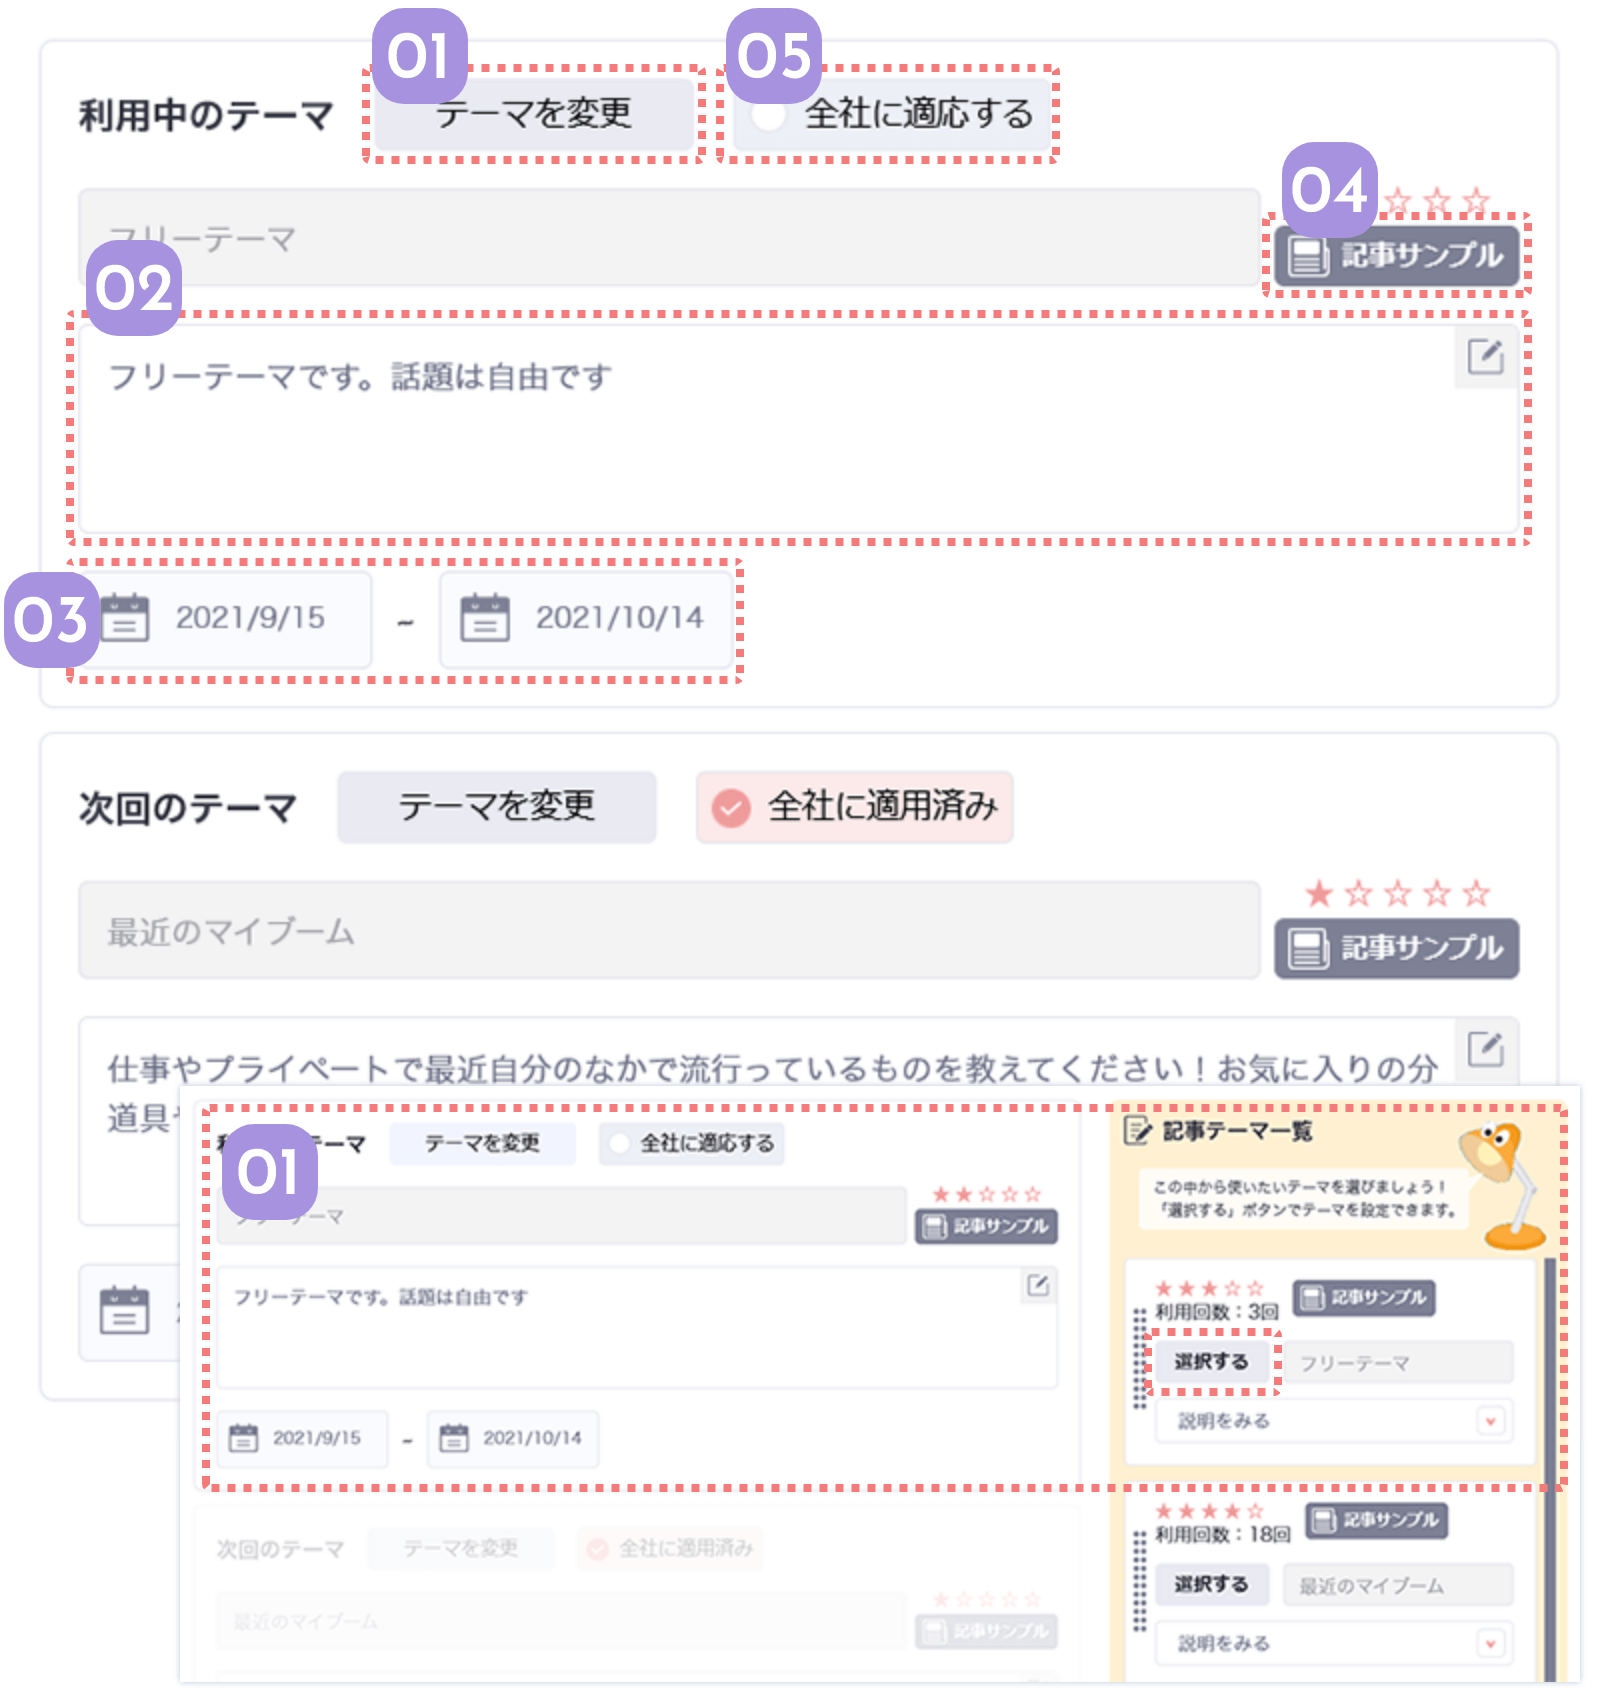 01
05
利用中のテーマ
テーマを変更
全社に適応する
04
☆☆☆
フリーテーマ
記事サンプル
02
フリーテーマです。話題は自由です
03
2021/9/15
~
2021/10/14
次回のテーマ
テーマを変更
全社に適用済み
★☆☆☆☆
最近のマイブーム
記事サンプル
仕事やプライベートで最近自分のなかで流行っているものを教えてください！お気に入りの分
道具
01
テーマ
テーマを変更
全社に適応する
★★☆☆☆
フリーテーマ
記事サンプル
フリーテーマです。話題は自由です
2021/9/15
~
2021/10/14
次回のテーマ
テーマを変更
全社に適用済み
★☆☆☆☆
最近のマイブーム
記事サンプル
記事テーマ一覧
この中から使いたいテーマを選びましょう！
「選択する」ボタンでテーマを設定できます。
★★★☆☆
利用回数：3回
記事サンプル
選択する
フリーテーマ
説明をみる
★★★★☆
利用回数：18回
記事サンプル
選択する
最近のマイブーム
説明をみる